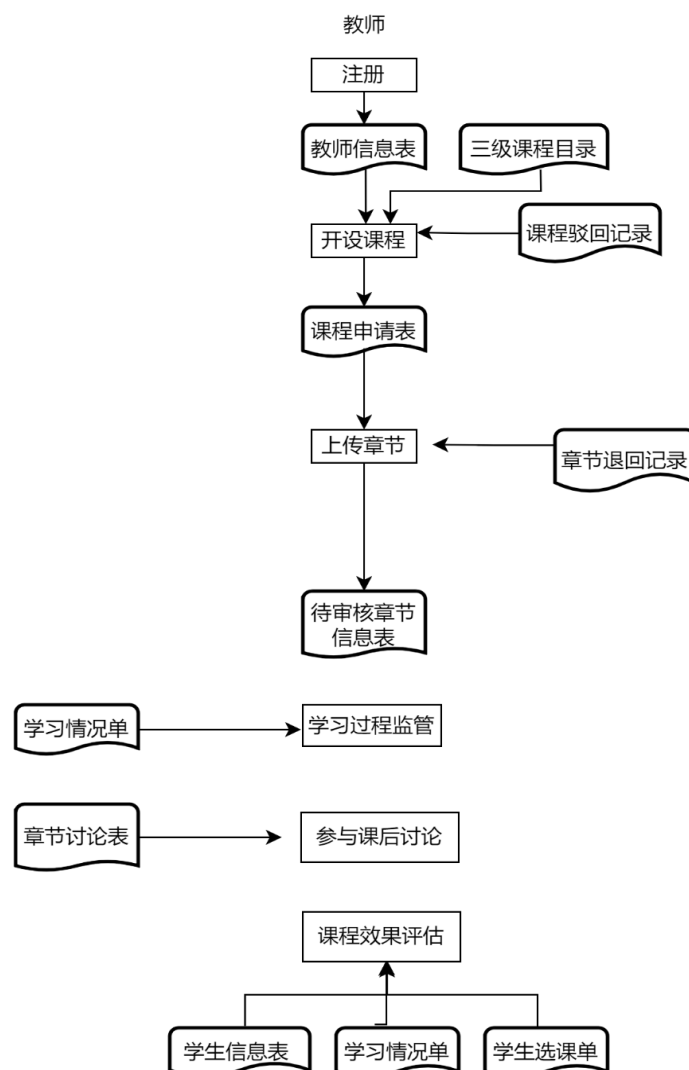 教师
注册
教师信息表
三级课程目录
开设课程
课程驳回记录
课程申请表
上传章节
章节退回记录
待审核章节
信息表
学习情况单
学习过程监管
章节讨论表
参与课后讨论
课程效果评估
学生信息表
学习情况单
学生选课单